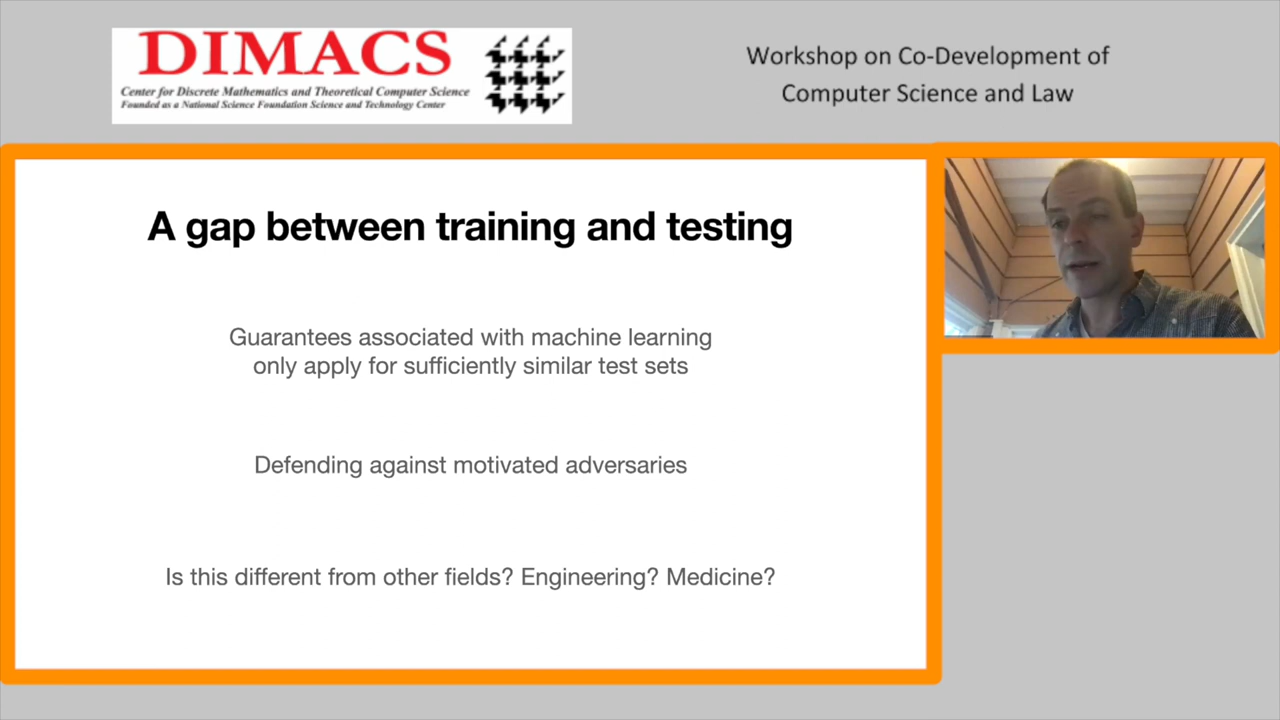 DIMACS
Center for Discrete Mathematics and Theoretical Computer Science
Founded as a National Science Foundation Science and Technology Center
Workshop on Co-Development of
Computer Science and Law
A gap between training and testing
Guarantees associated with machine learning
only apply for sufficiently similar test sets
Defending against motivated adversaries
Is this different from other fields? Engineering? Medicine?